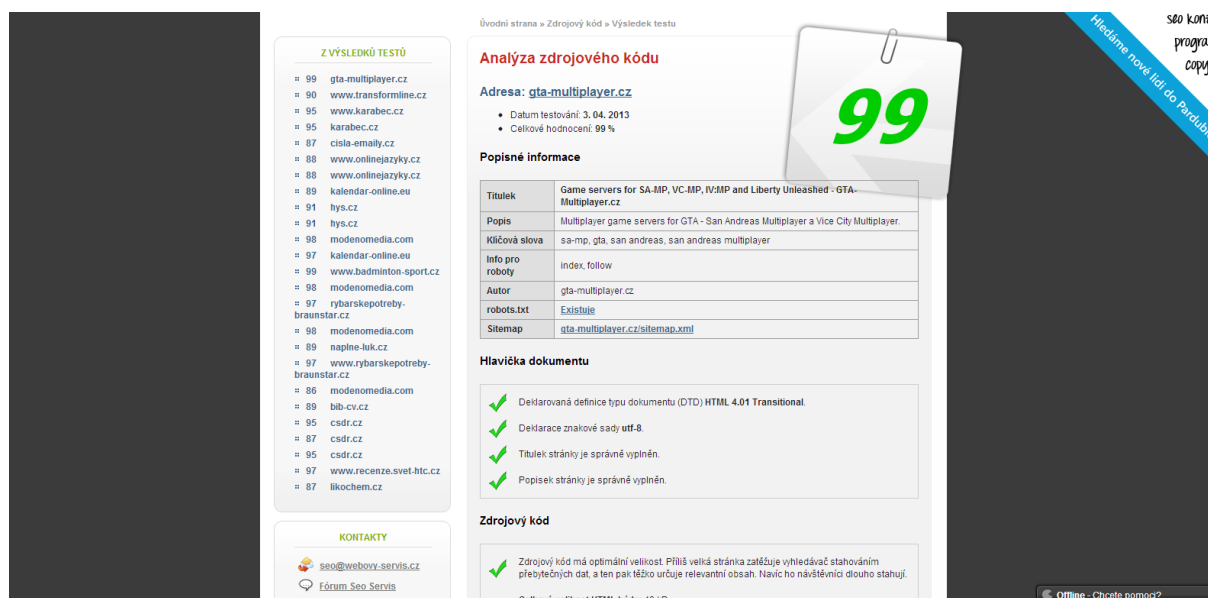 Úvodní strana » Zdrojový kód » Výsledek testu
Z VÝSLEDKŮ TESTŮ
99 gta-multiplayer.cz
90 www.transformline.cz
95 www.karabec.cz
95 karabec.cz
87 cisla-emaily.cz
88 www.onlinejazyky.cz
88 www.onlinejazyky.cz
89 kalendar-online.eu
91 hys.cz
91 hys.cz
98 modenomedia.com
97 kalendar-online.eu
99 www.badminton-sport.cz
98 modenomedia.com
97 rybarskepotreby-
braunstar.cz
98 modenomedia.com
89 naplne-luk.cz
97 www.rybarskepotreby-
braunstar.cz
86 modenomedia.com
89 bib-cv.cz
95 csdr.cz
87 csdr.cz
95 csdr.cz
97 www.recenze.svet-htc.cz
87 likochem.cz
KONTAKTY
seo@webovy-servis.cz
Fórum Seo Servis
Analýza zdrojového kódu
Adresa: gta-multiplayer.cz
Datum testování: 3. 04. 2013
Celkové hodnocení: 99 %
99
Popisné informace
Titulek Game servers for SA-MP, VC-MP, IV:MP and Liberty Unleashed - GTA-
Multiplayer.cz
Popis Multiplayer game servers for GTA - San Andreas Multiplayer a Vice City Multiplayer.
Klíčová slova sa-mp, gta, san andreas, san andreas multiplayer
Info pro
roboty index, follow
Autor gta-multiplayer.cz
robots.txt Existuje
Sitemap gta-multiplayer.cz/sitemap.xml
Hlavička dokumentu
Deklarovaná definice typu dokumentu (DTD) HTML 4.01 Transitional.
Deklarace znakové sady utf-8.
Titulek stránky je správně vyplněn.
Popisek stránky je správně vyplněn.
Zdrojový kód
Zdrojový kód má optimální velikost. Příliš velká stránka zatěžuje vyhledávač stahováním
přebytečných dat, a ten pak těžko určuje relevantní obsah. Navíc ho návštěvníci dlouho stahují.
Hledáme nové lidi do
seo
Offline - Chcete pomoci?